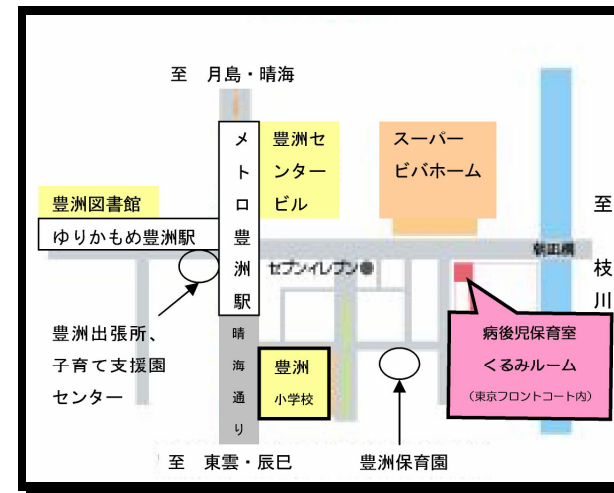 至　月島・晴海
メトロ豊洲駅
豊洲セ
ンター
ビル
スーパー
ビバホーム
豊洲図書館
ゆりかもめ豊洲駅
至
枝
川
朝凪橋
セブンイレブン
豊洲出張所、
子育て支援園
センター
晴海通り
豊洲
小学校
病後児保育室
くるみルーム
（東京フロントコート内）
至　東雲・辰巳
豊洲保育園